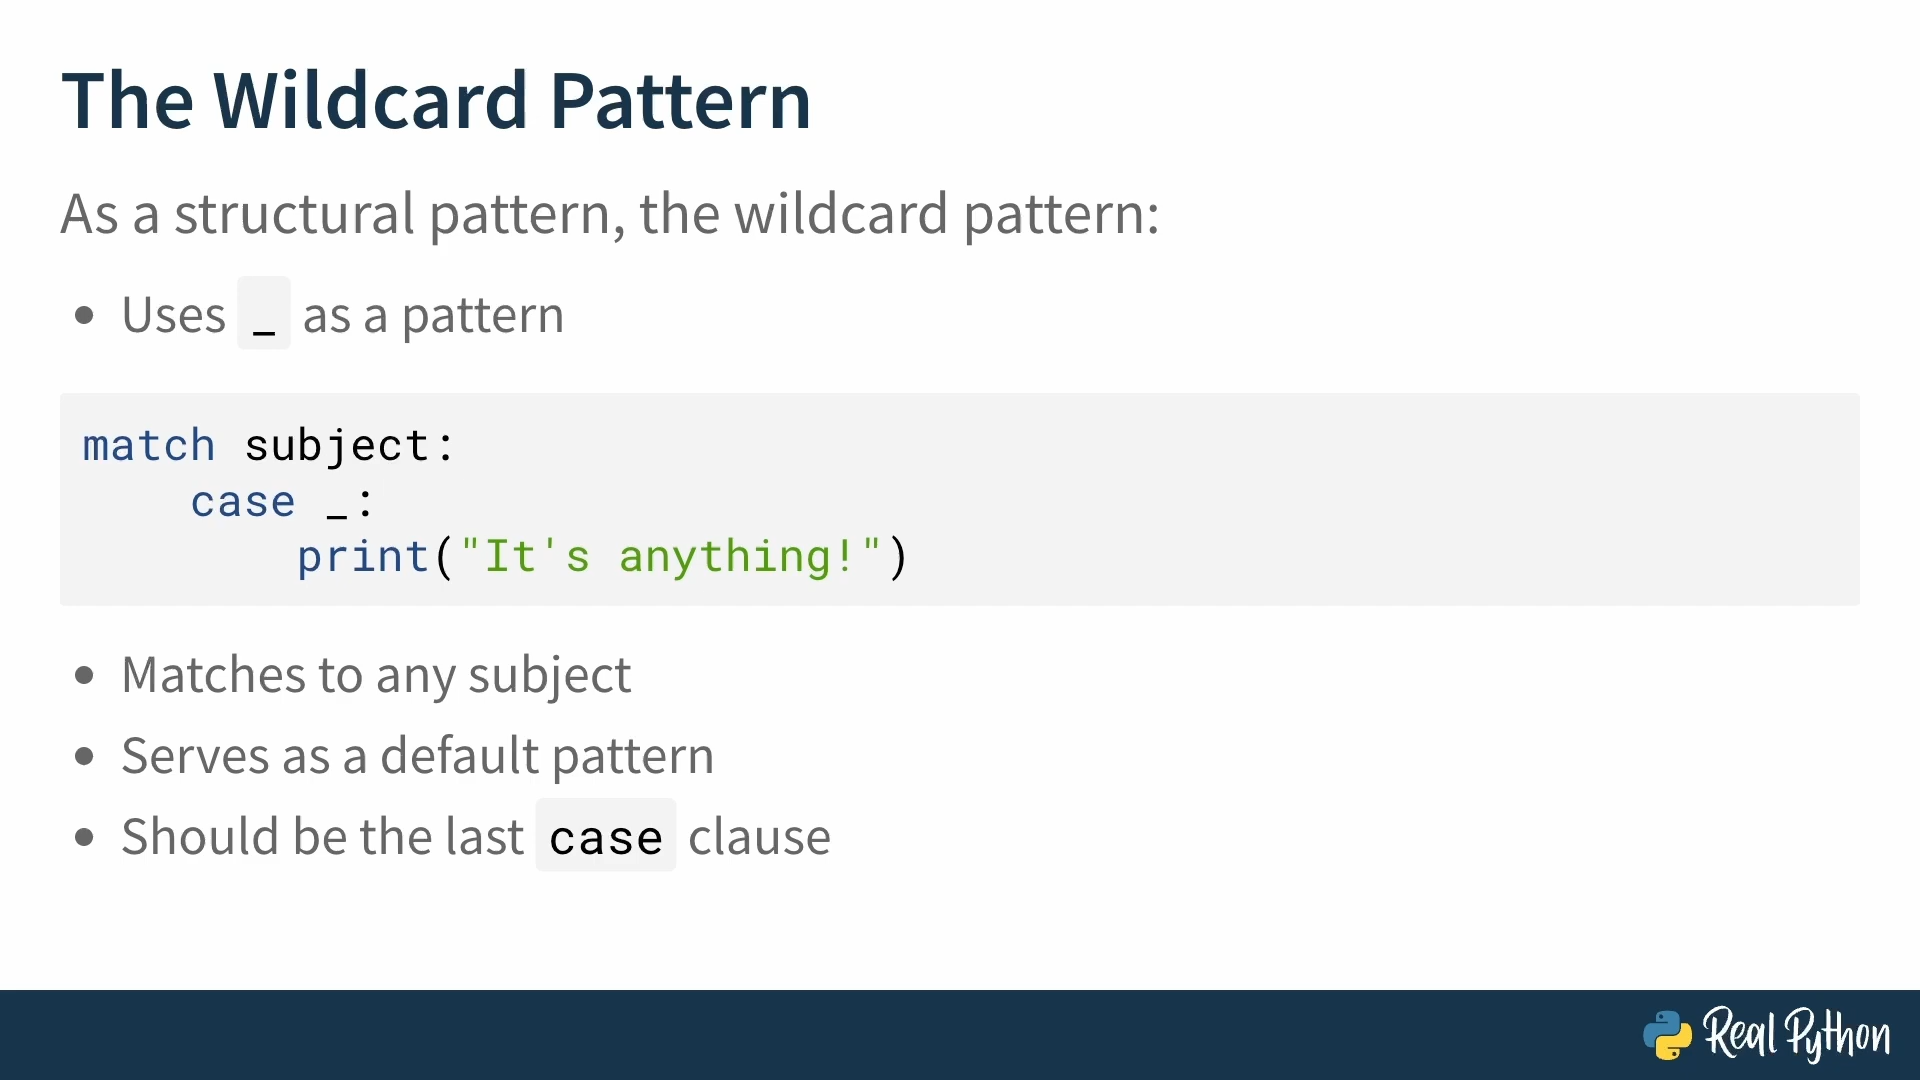 The Wildcard Pattern
As a structural pattern, the wildcard pattern:
• Uses _ as a pattern
match subject:
    case _:
        print("It's anything!")
• Matches to any subject
• Serves as a default pattern
• Should be the last case clause
Real Python